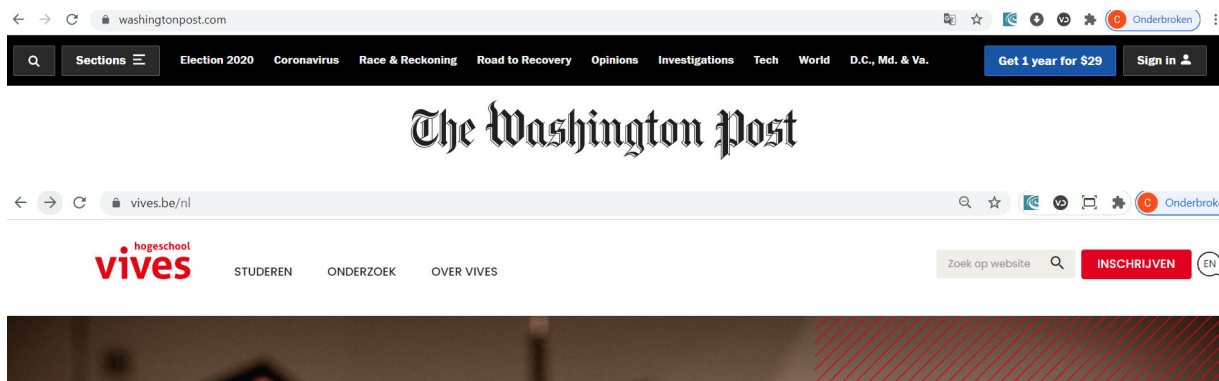 washingtonpost.com Onderbroken
Sections Election 2020 Coronavirus Race & Reckoning Road to Recovery Opinions Investigations Tech World D.C., Md. & Va. Get 1 year for $29 Sign in
The Washington Post
vives.be/nl Onderbrok
hogeschool
vives STUDEREN ONDERZOEK OVER VIVES Zoek op website INSCHRIJVEN EN